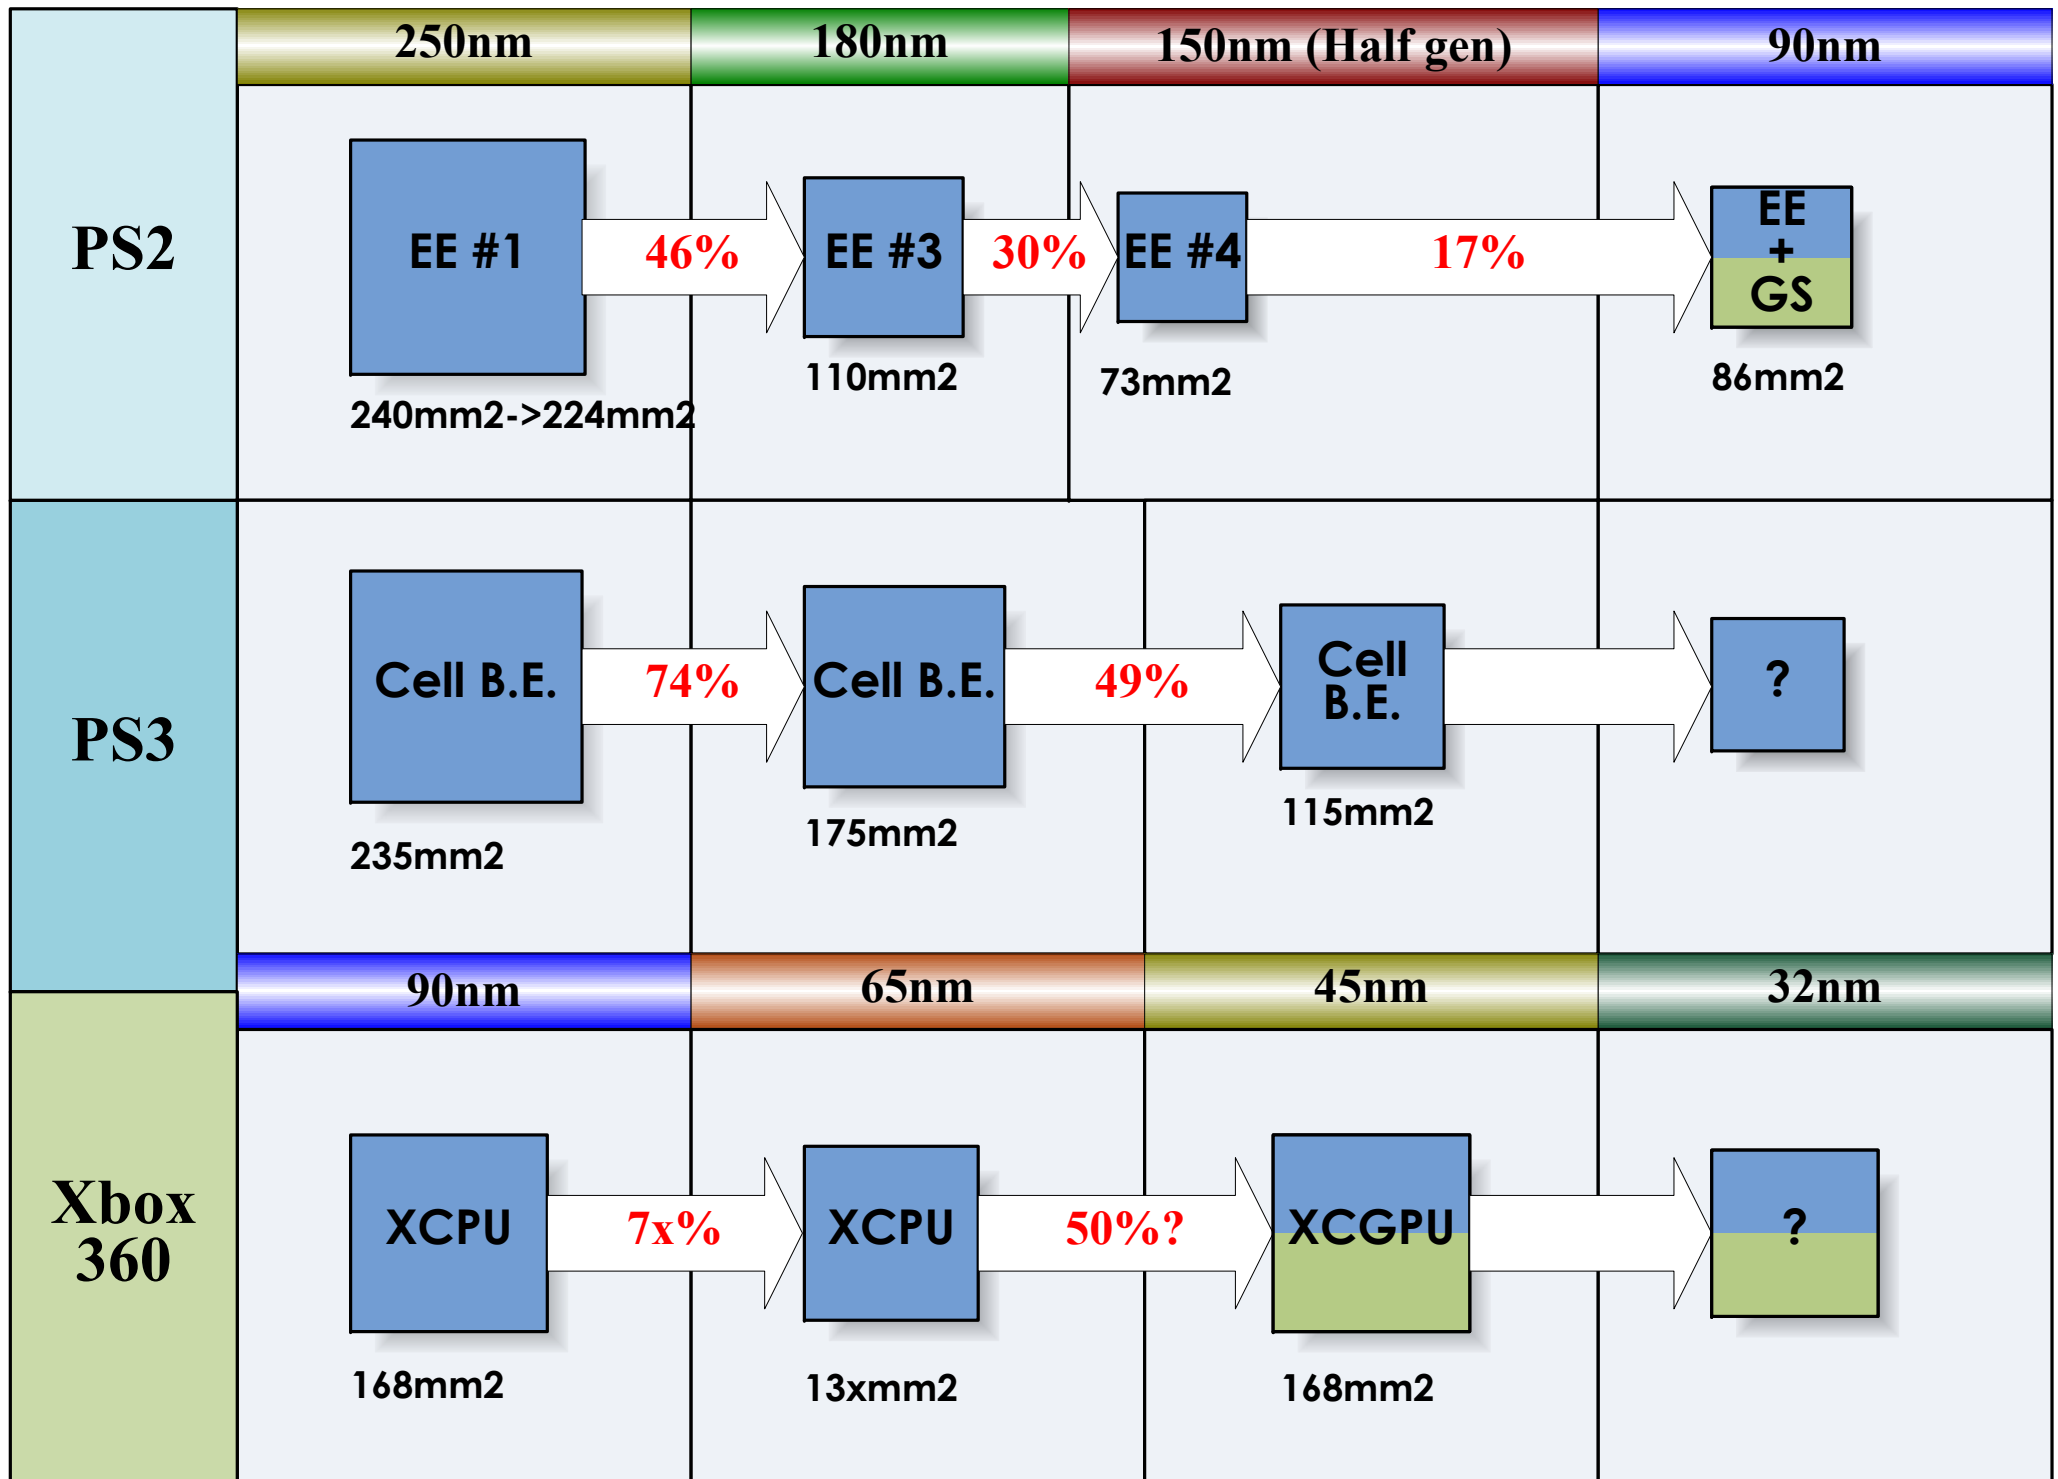 250nm
180nm
150nm (Half gen)
90nm
PS2
EE #1
46%
EE #3
30%
EE #4
17%
EE
+
GS
240mm2->224mm2
110mm2
73mm2
86mm2
PS3
Cell B.E.
74%
Cell B.E.
49%
Cell
B.E.
?
235mm2
175mm2
115mm2
90nm
65nm
45nm
32nm
Xbox
360
XCPU
7x%
XCPU
50%?
XCGPU
?
168mm2
13xmm2
168mm2